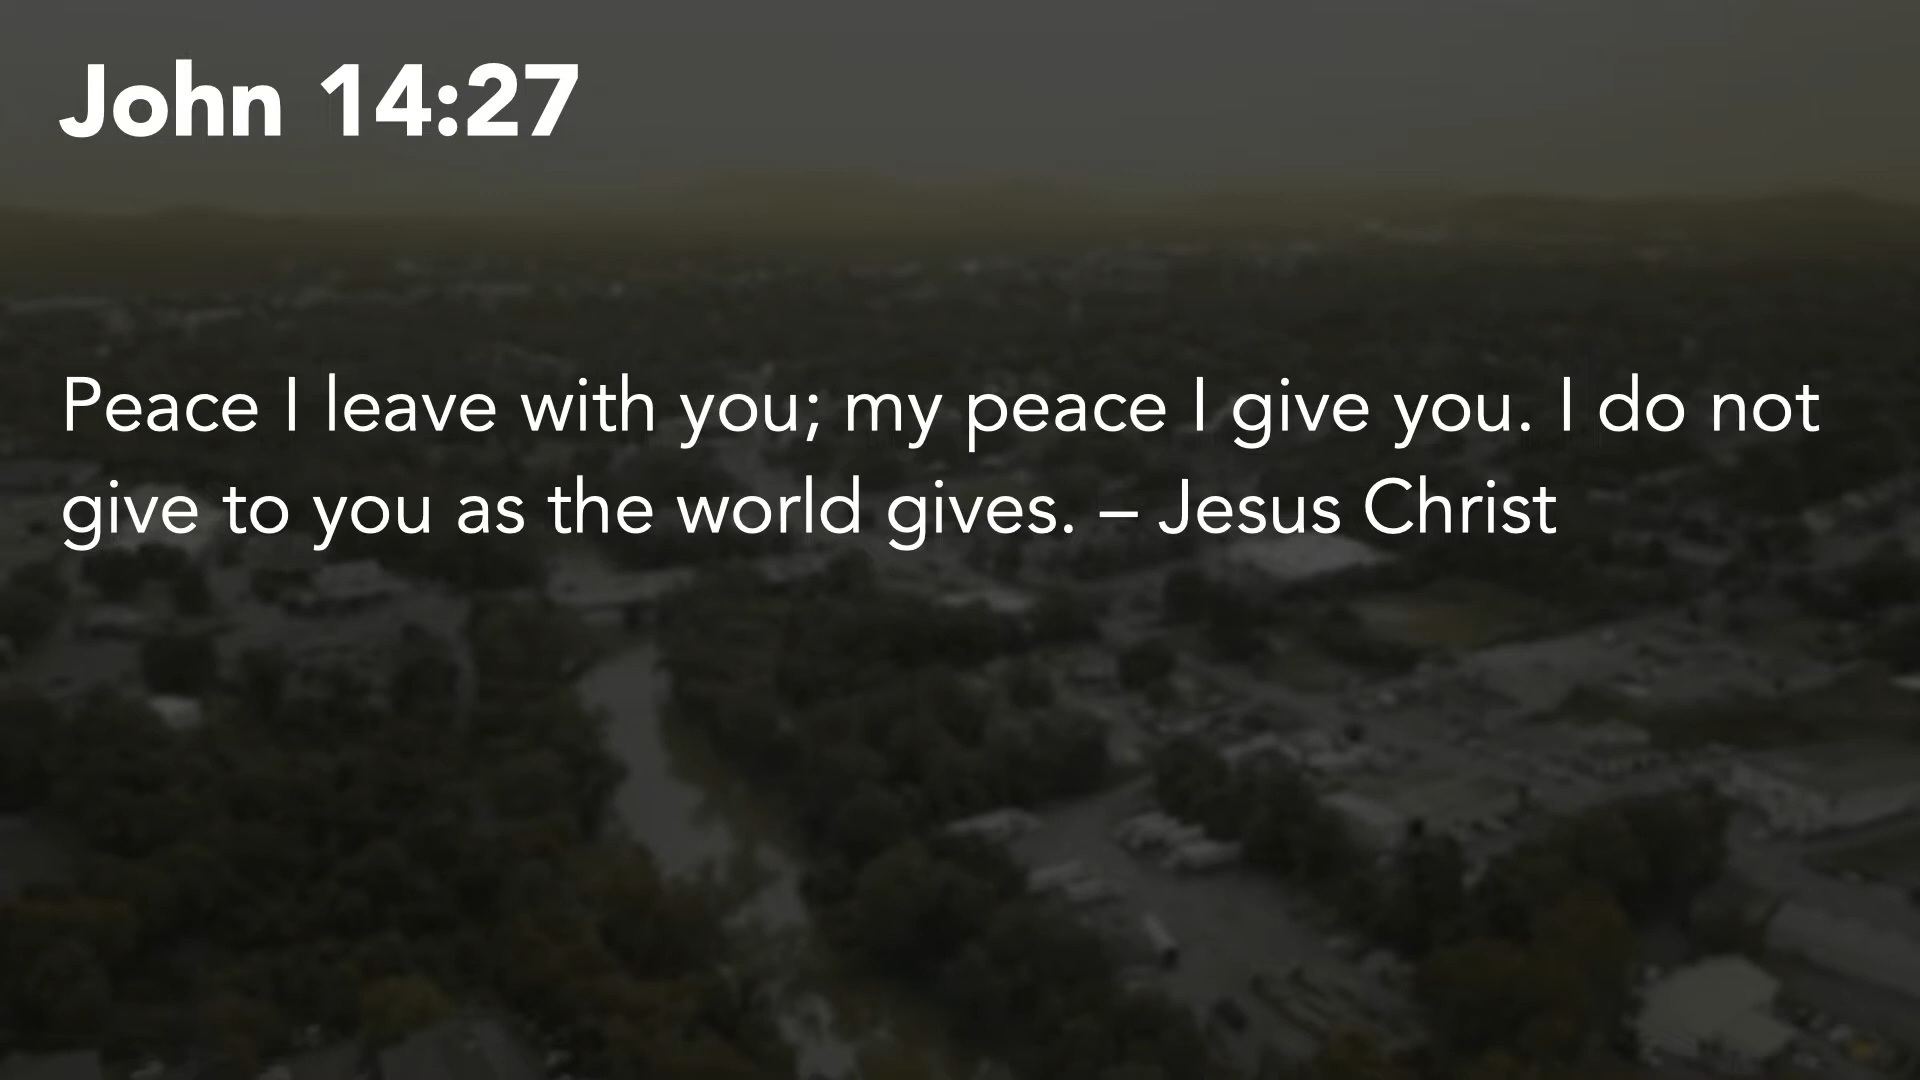 John 14:27
Peace I leave with you; my peace I give you. I do not
give to you as the world gives. – Jesus Christ